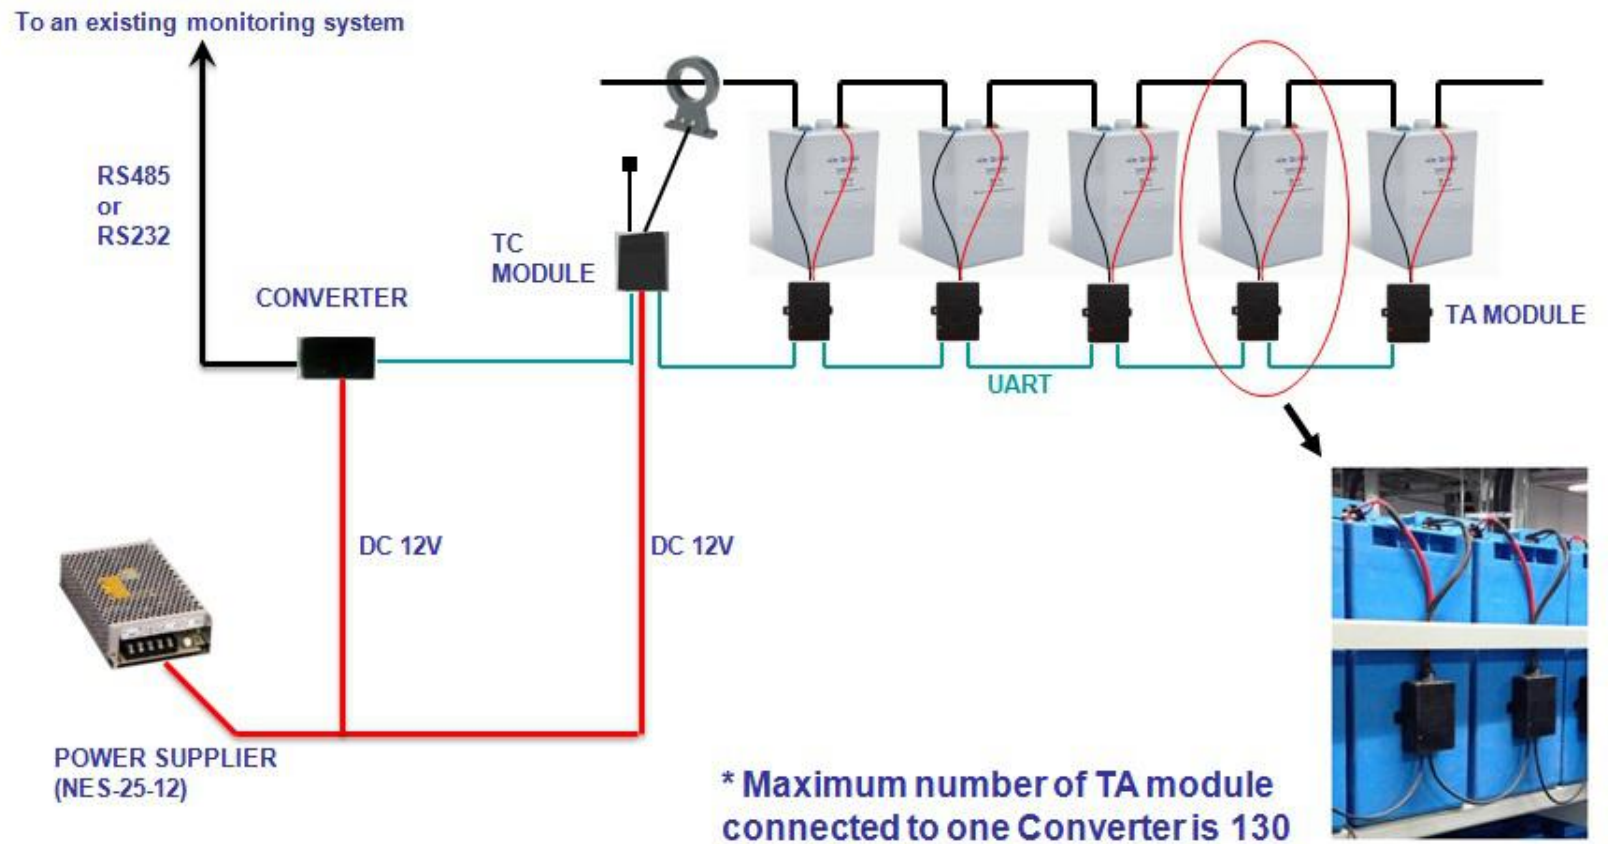 To an existing monitoring system
RS485
or
RS232
TC
MODULE
CONVERTER
TA MODULE
UART
DC 12V
DC 12V
POWER SUPPLIER
(NES-25-12)
* Maximum number of TA module
connected to one Converter is 130